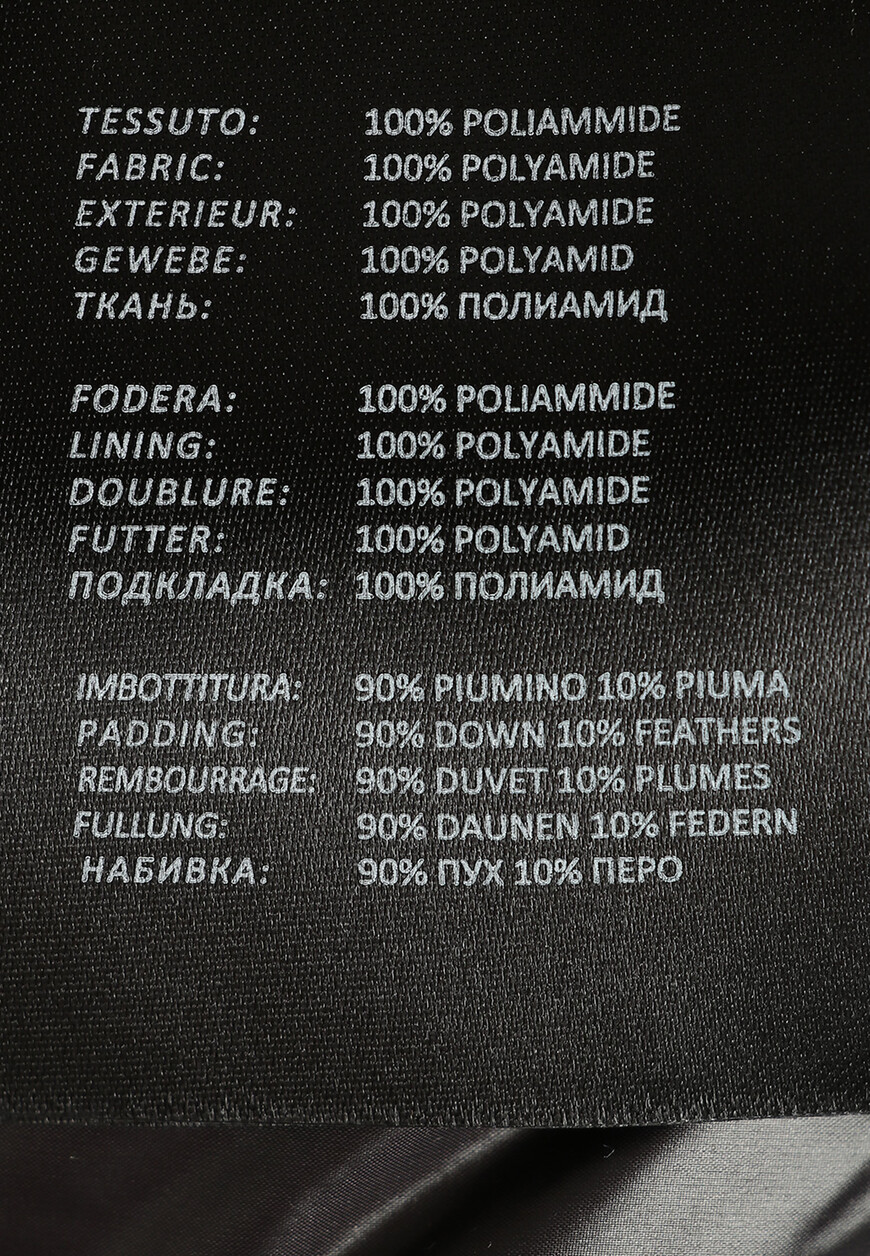 TESSUTO: 100% POLIAMMIDE
FABRIC: 100% POLYAMIDE
EXTERIEUR: 100% POLYAMIDE
GEWEBE: 100% POLYAMID
ТКАНЬ: 100% ПОЛИАМИД
FODERA: 100% POLIAMMIDE
LINING: 100% POLYAMIDE
DOUBLURE: 100% POLYAMIDE
FUTTER: 100% POLYAMID
ПОДКЛАДКА: 100% ПОЛИАМИД
IMBOTTITURA: 90% PIUMINO 10% PIUMA
PADDING: 90% DOWN 10% FEATHERS
REMBOURRAGE: 90% DUVET 10% PLUMES
FULLUNG: 90% DAUNEN 10% FEDERN
НАБИВКА: 90% ПУХ 10% ПЕРО